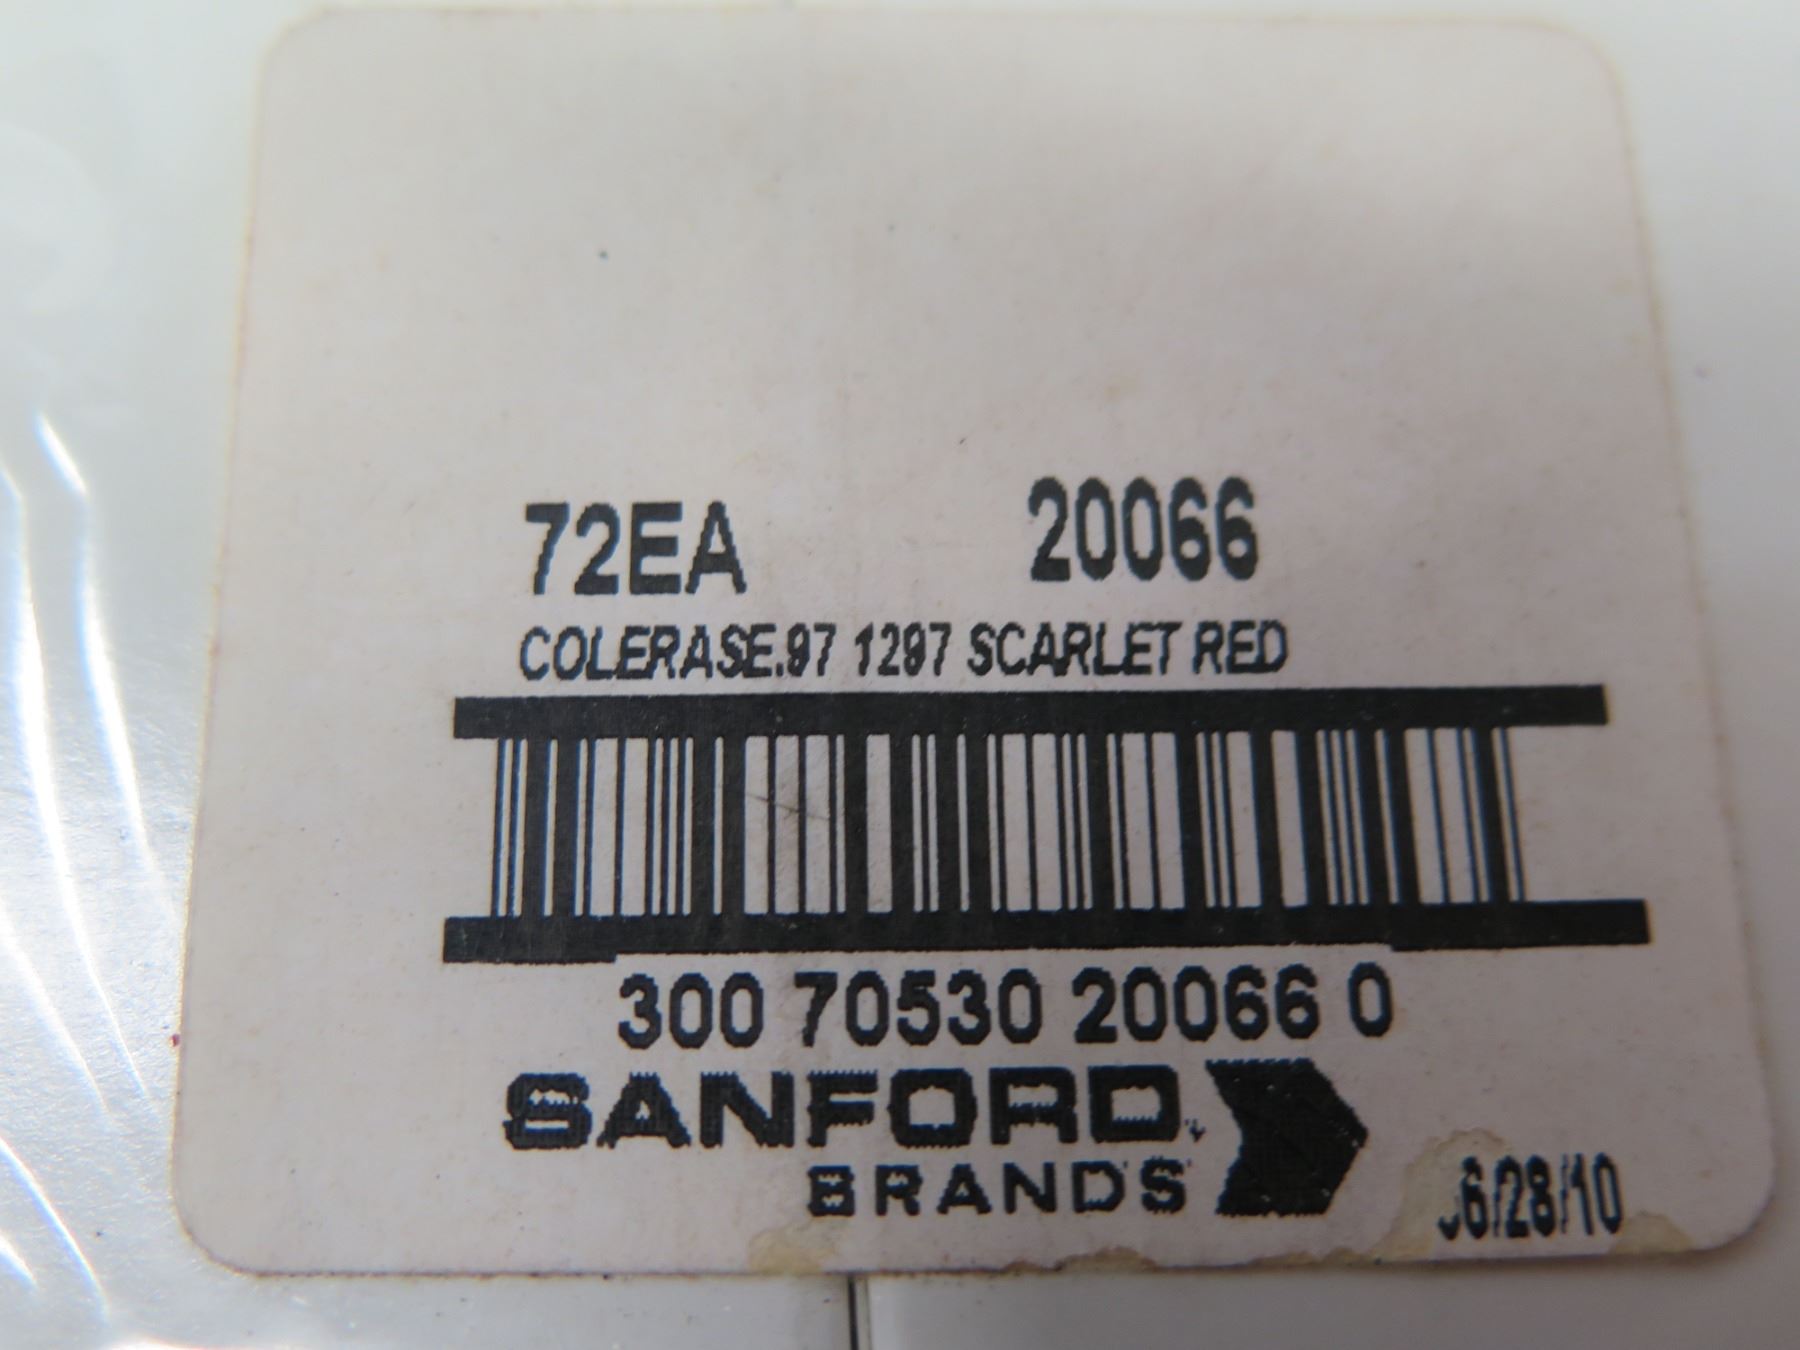 72EA 20066
COLERASE.97 1297 SCARLET RED
300 70530 20066 0
SANFORD
BRANDS
6/28/10